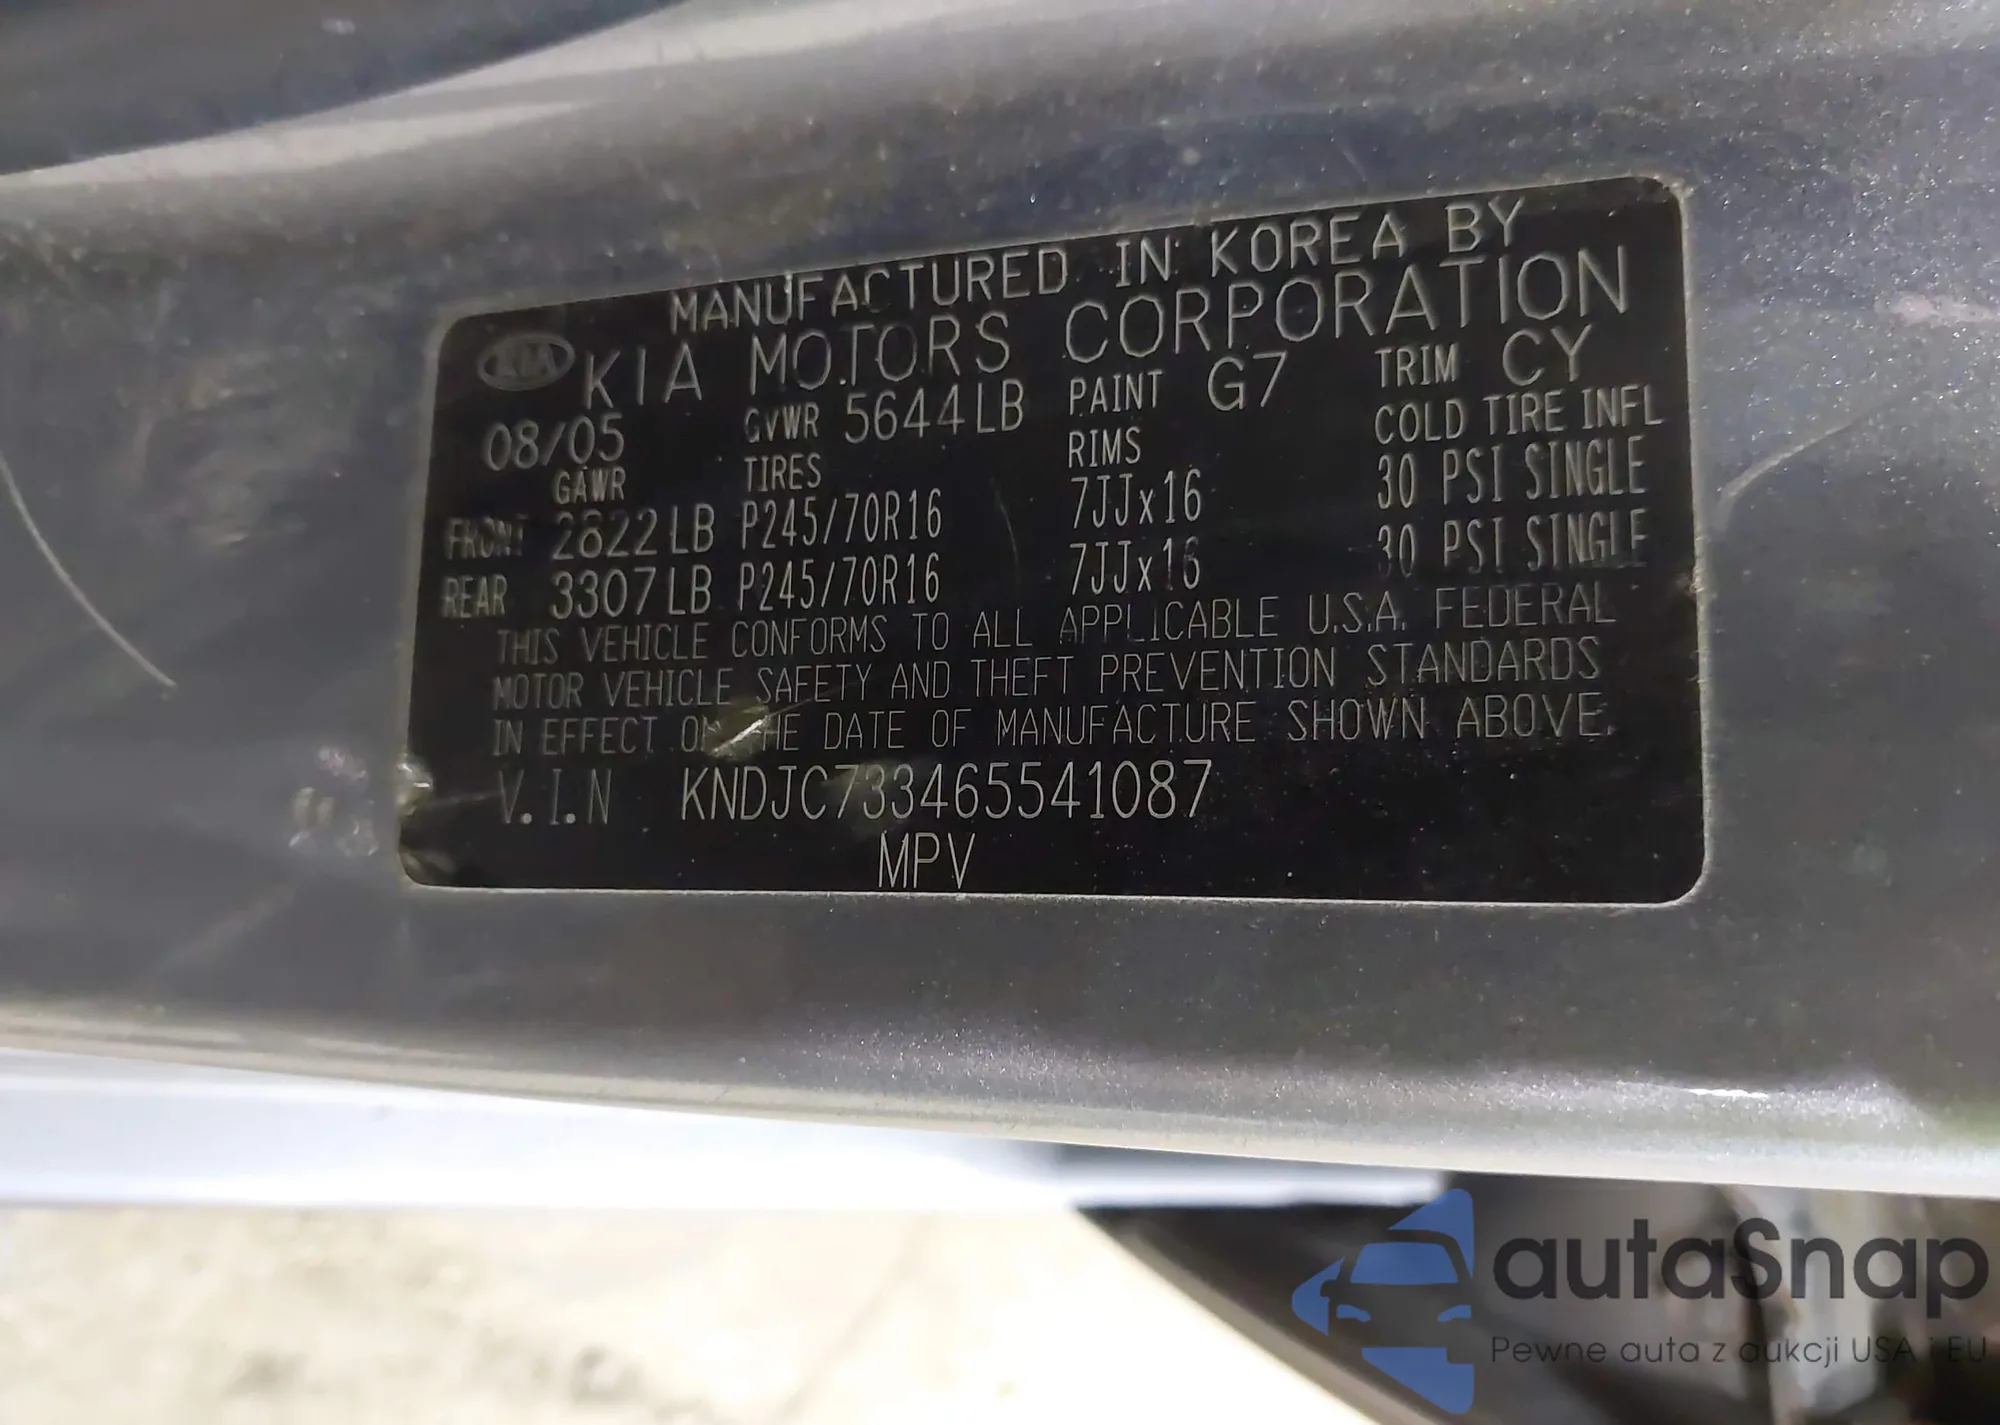 MANUFACTURED IN KOREA BY
KIA KIA MOTORS CORPORATION
08/05 GVWR 5644LB PAINT G7 TRIM CY
GAWR TIRES RIMS COLD TIRE INFL
FRONT 2822LB P245/70R16 7JJx16 30 PSI SINGLE
REAR 3307LB P245/70R16 7JJx16 30 PSI SINGLE
THIS VEHICLE CONFORMS TO ALL APPLICABLE U.S.A. FEDERAL
MOTOR VEHICLE SAFETY AND THEFT PREVENTION STANDARDS
IN EFFECT ON THE DATE OF MANUFACTURE SHOWN ABOVE.
V.I.N KNDJC733465541087
MPV
autaSnap
Pewne auta z aukcji USA i EU